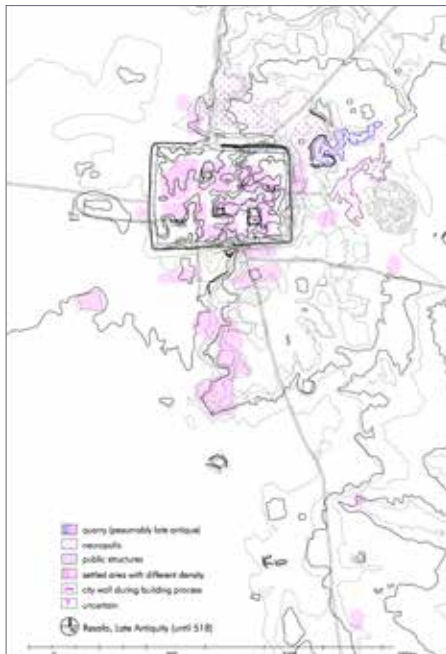 quarry (presumably late antique)
necropolis
public structures
settled area with different density
city wall during building process
uncertain
Resafa, Late Antiquity (until 518)